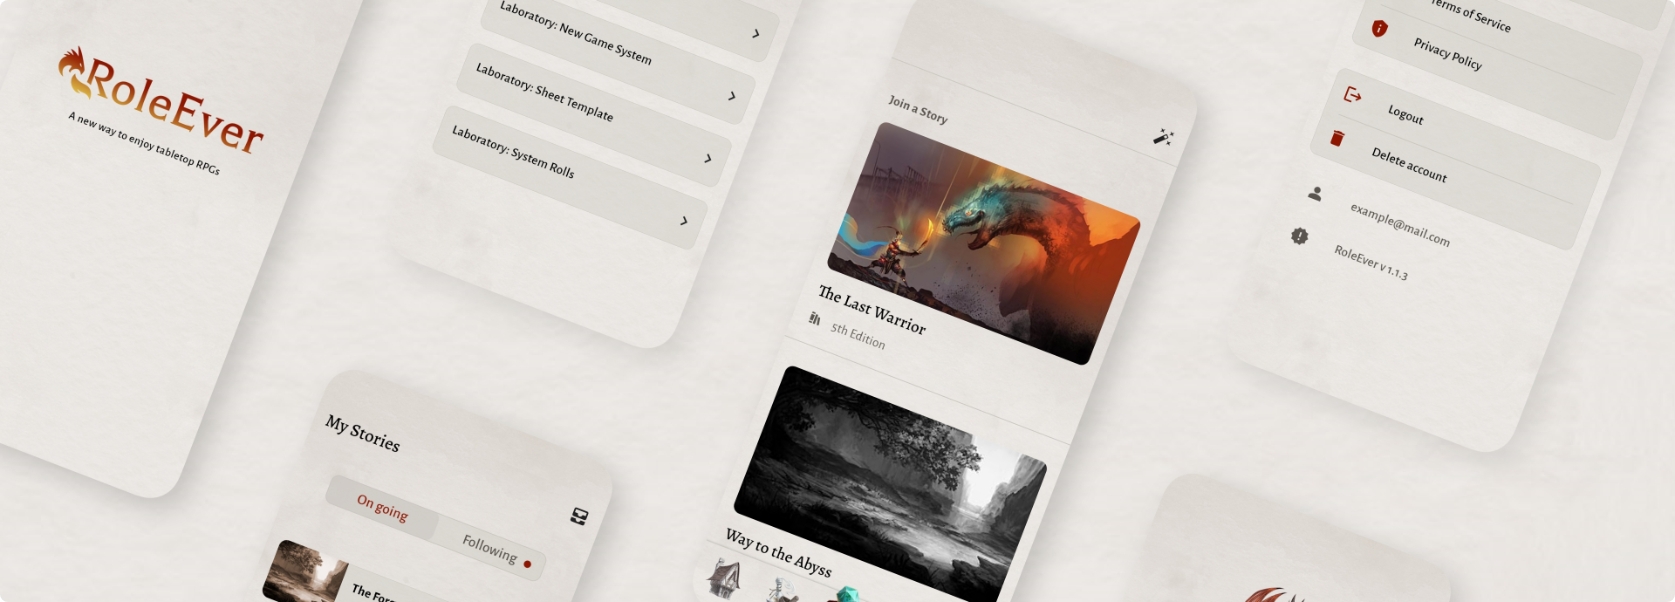 RoleEver
A new way to enjoy tabletop RPGs
Laboratory: New Game System
Laboratory: Sheet Template
Laboratory: System Rolls
My Stories
On going
Following
The
Join a Story
The Last Warrior
5th Edition
Way to the Abyss
Terms of Service
Privacy Policy
Logout
Delete account
example@mail.com
RoleEver v 1.1.3